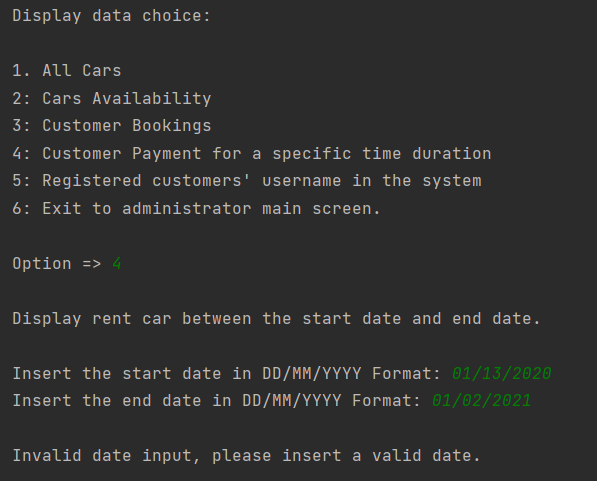 Display data choice:
1. All Cars
2: Cars Availability
3: Customer Bookings
4: Customer Payment for a specific time duration
5: Registered customers' username in the system
6: Exit to administrator main screen.
Option => 4
Display rent car between the start date and end date.
Insert the start date in DD/MM/YYYY Format: 01/13/2020
Insert the end date in DD/MM/YYYY Format: 01/02/2021
Invalid date input, please insert a valid date.